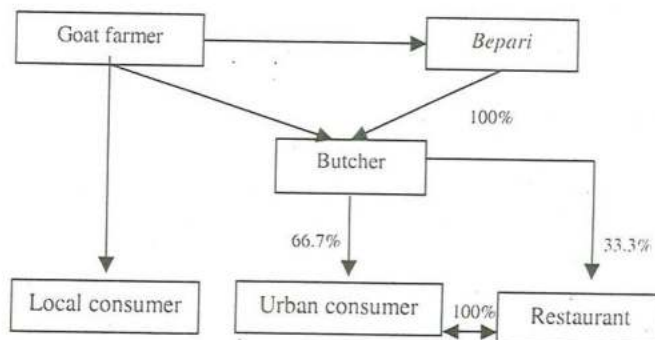 Goat farmer
Bepari
100%
Butcher
66.7%
33.3%
Local consumer
Urban consumer
100%
Restaurant